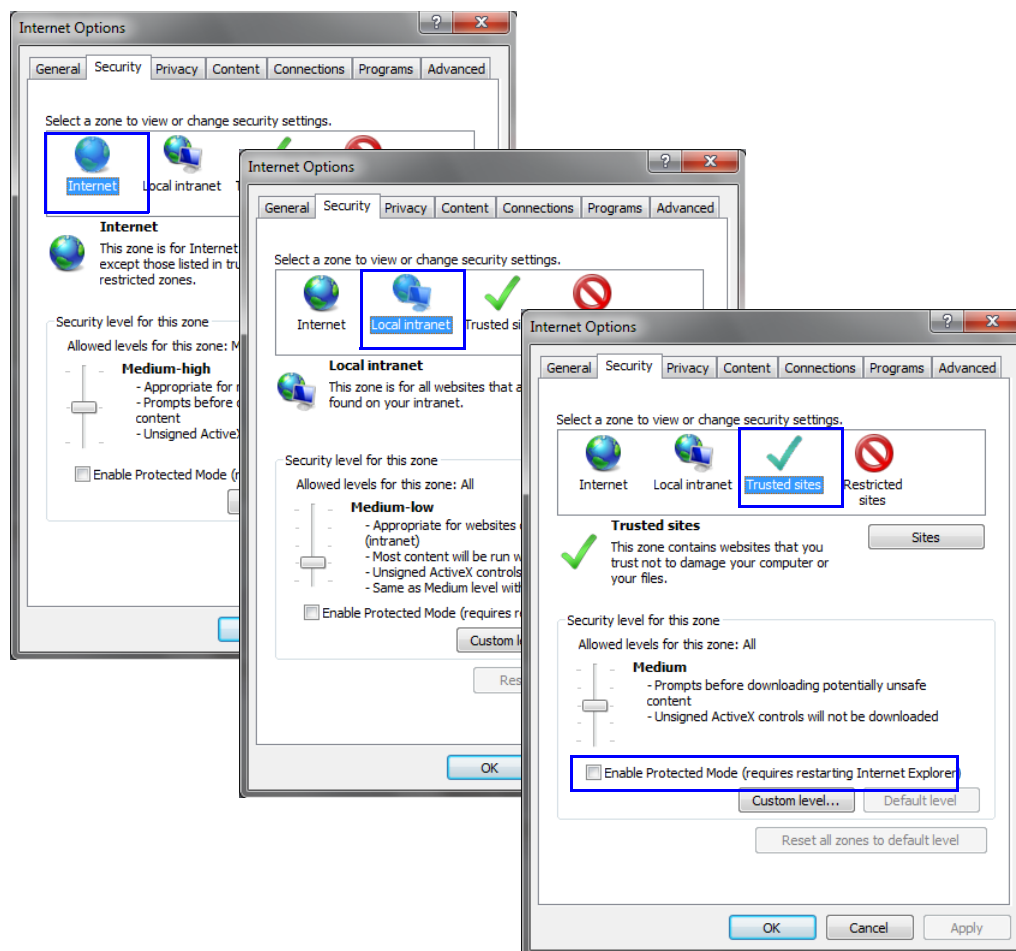 Internet Options
?
X
General Security Privacy Content Connections Programs Advanced
Select a zone to view or change security settings.
Internet
Local intranet
Internet
This zone is for Internet
except those listed in
restricted zones.
Security level for this zone
Allowed levels for this zone:
Medium-high
- Appropriate for
- Prompts before
content
- Unsigned ActiveX
Enable Protected Mode
Internet Options
?
X
General Security Privacy Content Connections Programs Advanced
Select a zone to view or change security settings.
Internet
Local intranet
Trusted
Local intranet
This zone is for all websites that
found on your intranet.
Security level for this zone
Allowed levels for this zone: All
Medium-low
- Appropriate for websites
(intranet)
- Most content will be run
- Unsigned ActiveX controls
- Same as Medium level
Enable Protected Mode (requires
Custom
OK
Internet Options
?
X
General Security Privacy Content Connections Programs Advanced
Select a zone to view or change security settings.
Internet
Local intranet
Trusted sites
Restricted
sites
Trusted sites
This zone contains websites that you
trust not to damage your computer or
your files.
Sites
Security level for this zone
Allowed levels for this zone: All
Medium
- Prompts before downloading potentially unsafe
content
- Unsigned ActiveX controls will not be downloaded
Enable Protected Mode (requires restarting Internet Explorer)
Custom level...
Default level
Reset all zones to default level
OK
Cancel
Apply